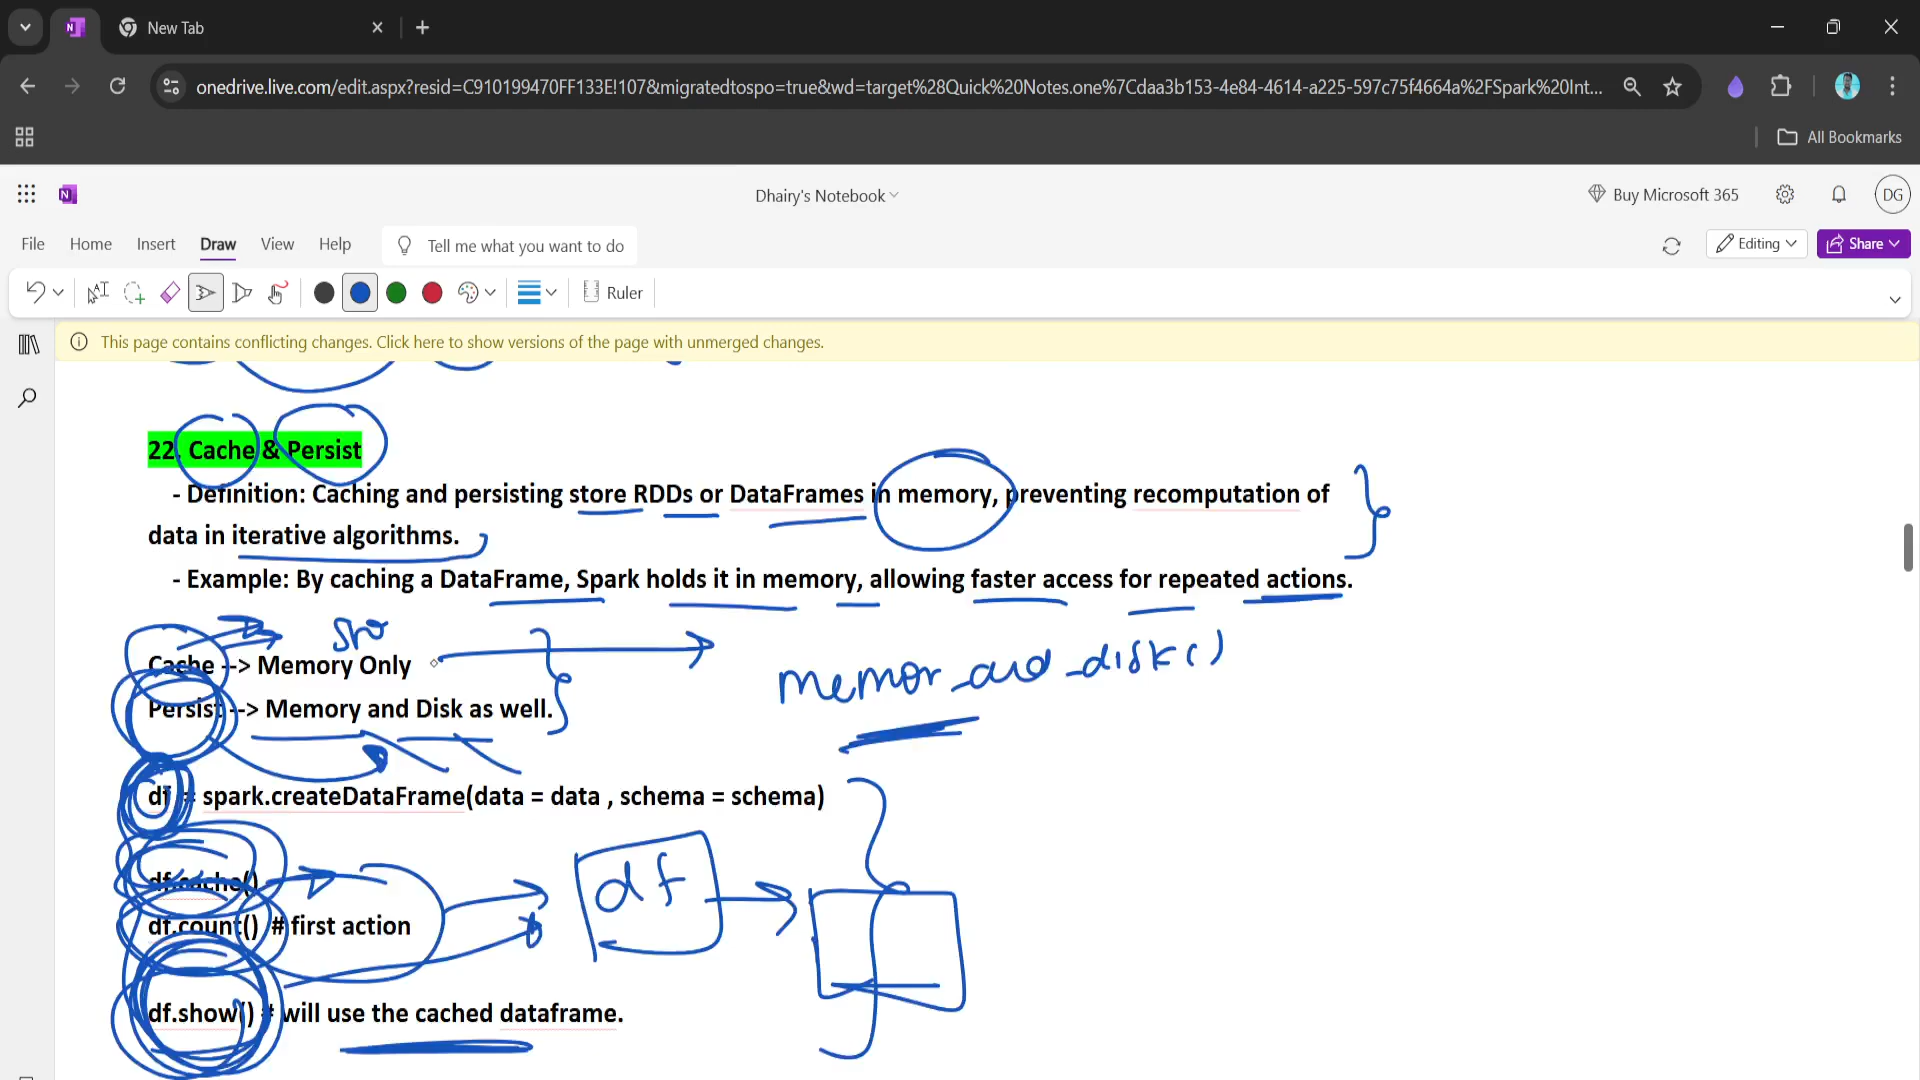 New Tab
onedrive.live.com/edit.aspx?resid=C910199470FF133E!107&migratedtospo=true&wd=target%28Quick%20Notes.one%7Cdaa3b153-4e84-4614-a225-597c75f4664a%2FSpark%20Int...
All Bookmarks
Dhairy's Notebook
Buy Microsoft 365
DG
File Home Insert Draw View Help Tell me what you want to do
Editing Share
Ruler
This page contains conflicting changes. Click here to show versions of the page with unmerged changes.
22. Cache & Persist
- Definition: Caching and persisting store RDDs or DataFrames in memory, preventing recomputation of
data in iterative algorithms.
- Example: By caching a DataFrame, Spark holds it in memory, allowing faster access for repeated actions.
Cache --> Memory Only
memor_and_disk()
Persist --> Memory and Disk as well.
df = spark.createDataFrame(data = data , schema = schema)
df.cache()
df
df.count() # first action
df.show() # will use the cached dataframe.